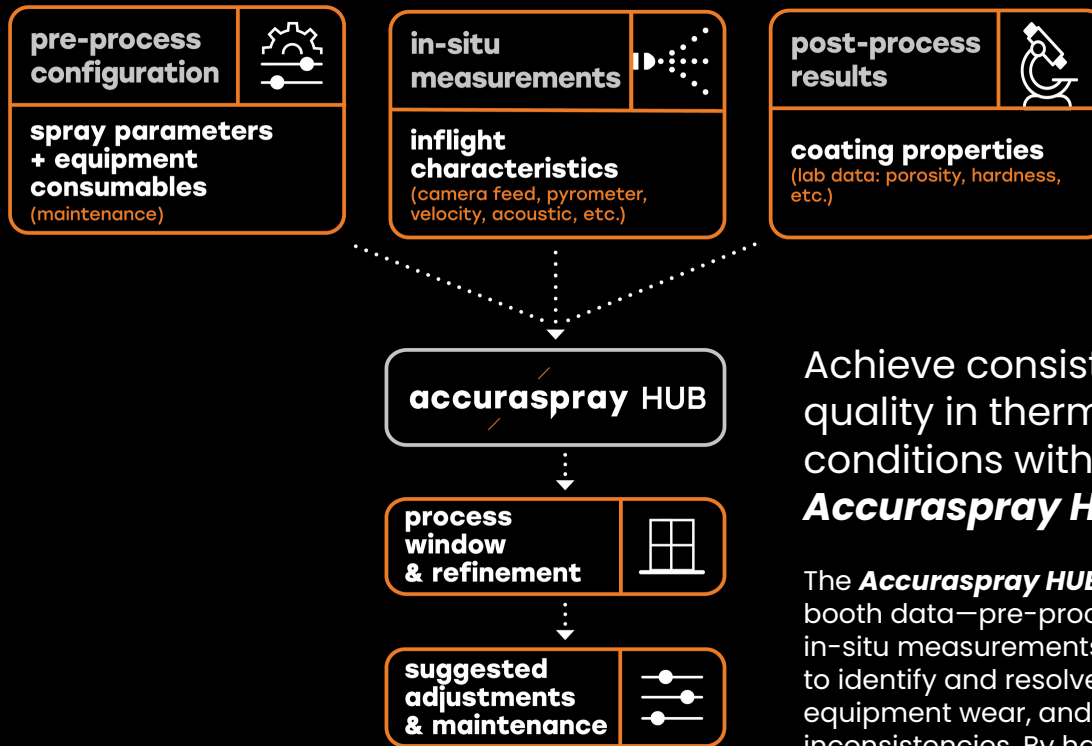 pre-process
configuration
spray parameters
+ equipment
consumables
(maintenance)
in-situ
measurements
inflight
characteristics
(camera feed, pyrometer,
velocity, acoustic, etc.)
post-process
results
coating properties
(lab data: porosity, hardness,
etc.)
accuraspray HUB
process
window
& refinement
suggested
adjustments
& maintenance
Achieve consist
quality in therm
conditions with
Accuraspray H
The Accuraspray HUB
booth data—pre-proc
in-situ measurements
to identify and resolve
equipment wear, and
inconsistencies. By ha